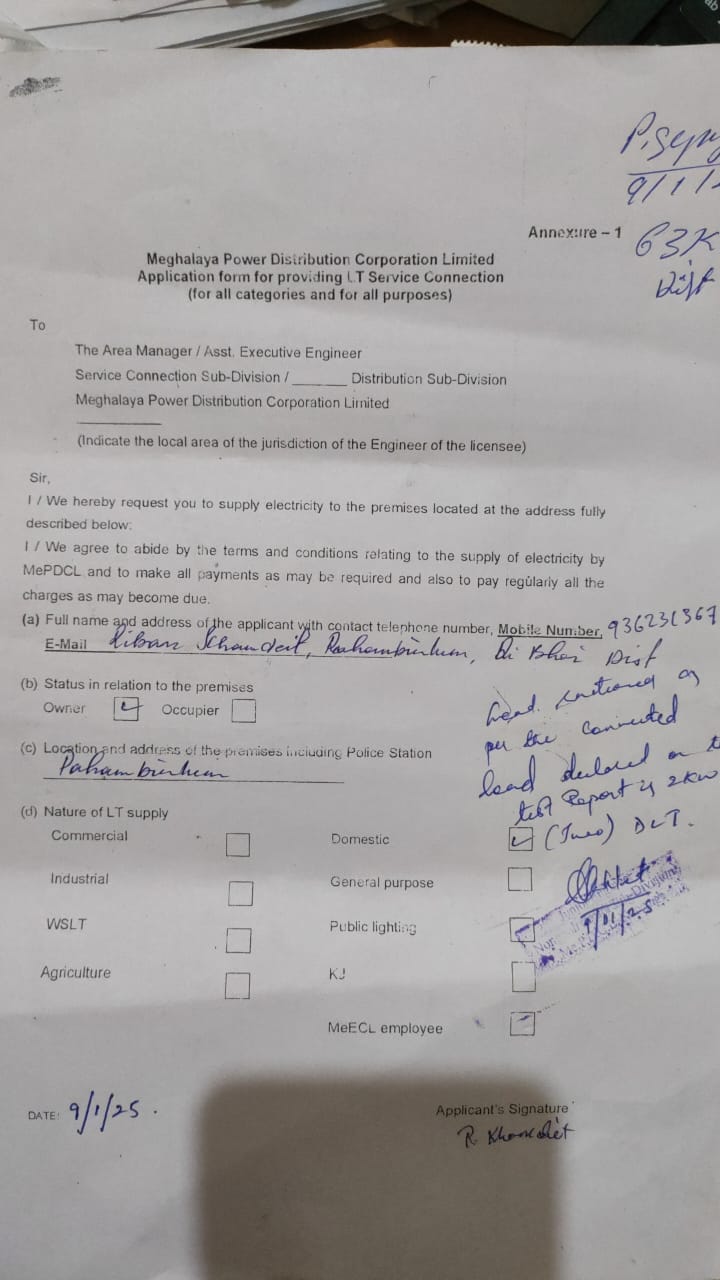 9/1/
Annexure – 1
63K
Meghalaya Power Distribution Corporation Limited
Application form for providing LT Service Connection
(for all categories and for all purposes)
To
The Area Manager / Asst. Executive Engineer
Service Connection Sub-Division / ______ Distribution Sub-Division
Meghalaya Power Distribution Corporation Limited
(Indicate the local area of the jurisdiction of the Engineer of the licensee)
Sir,
I / We hereby request you to supply electricity to the premises located at the address fully
described below:
I / We agree to abide by the terms and conditions relating to the supply of electricity by
MePDCL and to make all payments as may be required and also to pay regularly all the
charges as may become due.
(a) Full name and address of the applicant with contact telephone number, Mobile Number,
E-Mail Dist
(b) Status in relation to the premises
Owner Occupier
(c) Location and address of the premises including Police Station
Load as
per the connected
load declared on
test Report is 2KW
(d) Nature of LT supply
Commercial Domestic
Industrial General purpose
WSLT Public lighting
Agriculture KJ
MeECL employee
DATE: 9/1/25.
Applicant's Signature